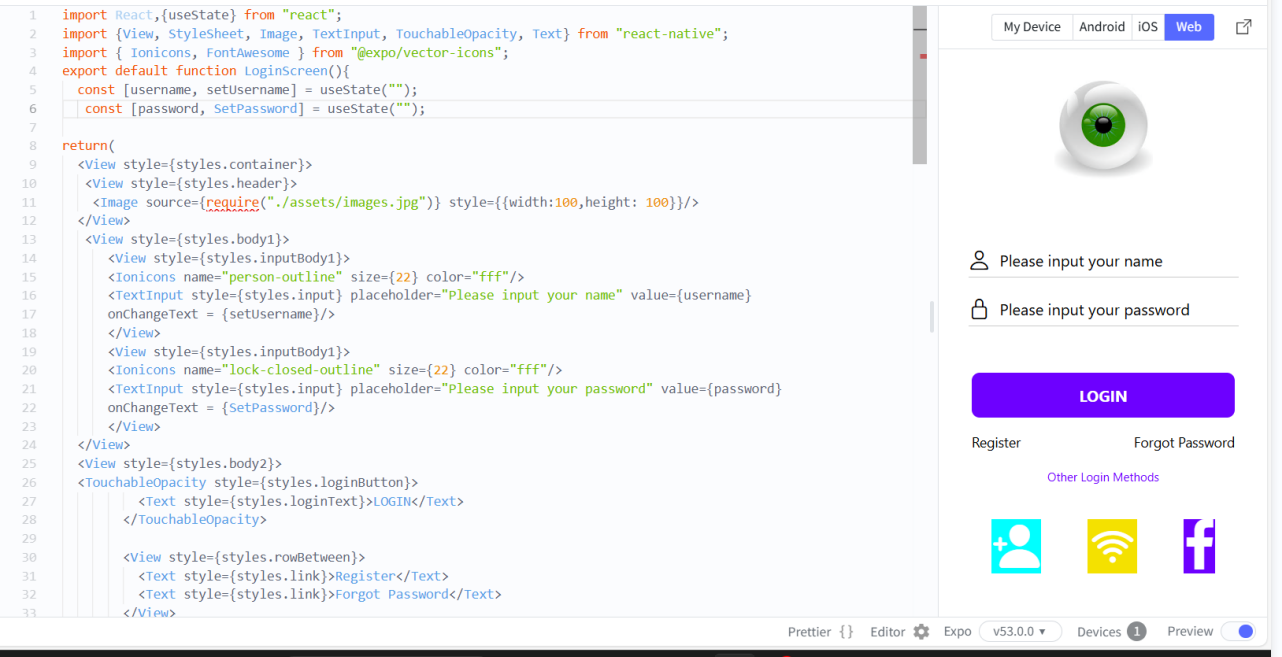 1 import React,{useState} from "react";
2 import {View, StyleSheet, Image, TextInput, TouchableOpacity, Text} from "react-native";
3 import { Ionicons, FontAwesome } from "@expo/vector-icons";
4 export default function LoginScreen(){
5 const [username, setUsername] = useState("");
6 const [password, SetPassword] = useState("");
7
8 return(
9 <View style={styles.container}>
10 <View style={styles.header}>
11 <Image source={require("./assets/images.jpg")} style={{width:100,height: 100}}/>
12 </View>
13 <View style={styles.body1}>
14 <View style={styles.inputBody1}>
15 <Ionicons name="person-outline" size={22} color="fff"/>
16 <TextInput style={styles.input} placeholder="Please input your name" value={username}
17 onChangeText = {setUsername}/>
18 </View>
19 <View style={styles.inputBody1}>
20 <Ionicons name="lock-closed-outline" size={22} color="fff"/>
21 <TextInput style={styles.input} placeholder="Please input your password" value={password}
22 onChangeText = {SetPassword}/>
23 </View>
24 </View>
25 <View style={styles.body2}>
26 <TouchableOpacity style={styles.loginButton}>
27 <Text style={styles.loginText}>LOGIN</Text>
28 </TouchableOpacity>
29
30 <View style={styles.rowBetween}>
31 <Text style={styles.link}>Register</Text>
32 <Text style={styles.link}>Forgot Password</Text>
33 </View>
My Device Android iOS Web
Please input your name
Please input your password
LOGIN
Register Forgot Password
Other Login Methods
Prettier {} Editor Expo v53.0.0 ▾ Devices 1 Preview